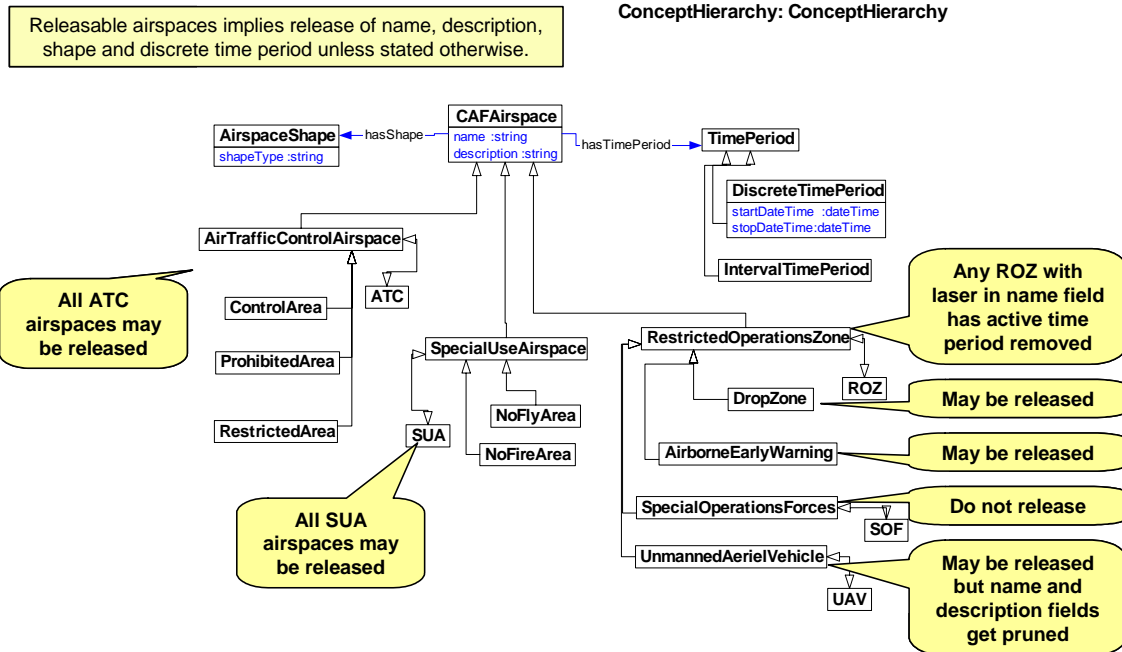 Releasable airspaces implies release of name, description,
shape and discrete time period unless stated otherwise.
ConceptHierarchy: ConceptHierarchy
CAFAirspace
name :string
description :string
AirspaceShape
shapeType :string
hasShape
hasTimePeriod
TimePeriod
DiscreteTimePeriod
startDateTime :dateTime
stopDateTime:dateTime
IntervalTimePeriod
AirTrafficControlAirspace
ATC
ControlArea
ProhibitedArea
RestrictedArea
All ATC
airspaces may
be released
SpecialUseAirspace
SUA
NoFlyArea
NoFireArea
All SUA
airspaces may
be released
RestrictedOperationsZone
ROZ
Any ROZ with
laser in name field
has active time
period removed
DropZone
May be released
AirborneEarlyWarning
May be released
SpecialOperationsForces
SOF
Do not release
UnmannedAerielVehicle
UAV
May be released
but name and
description fields
get pruned